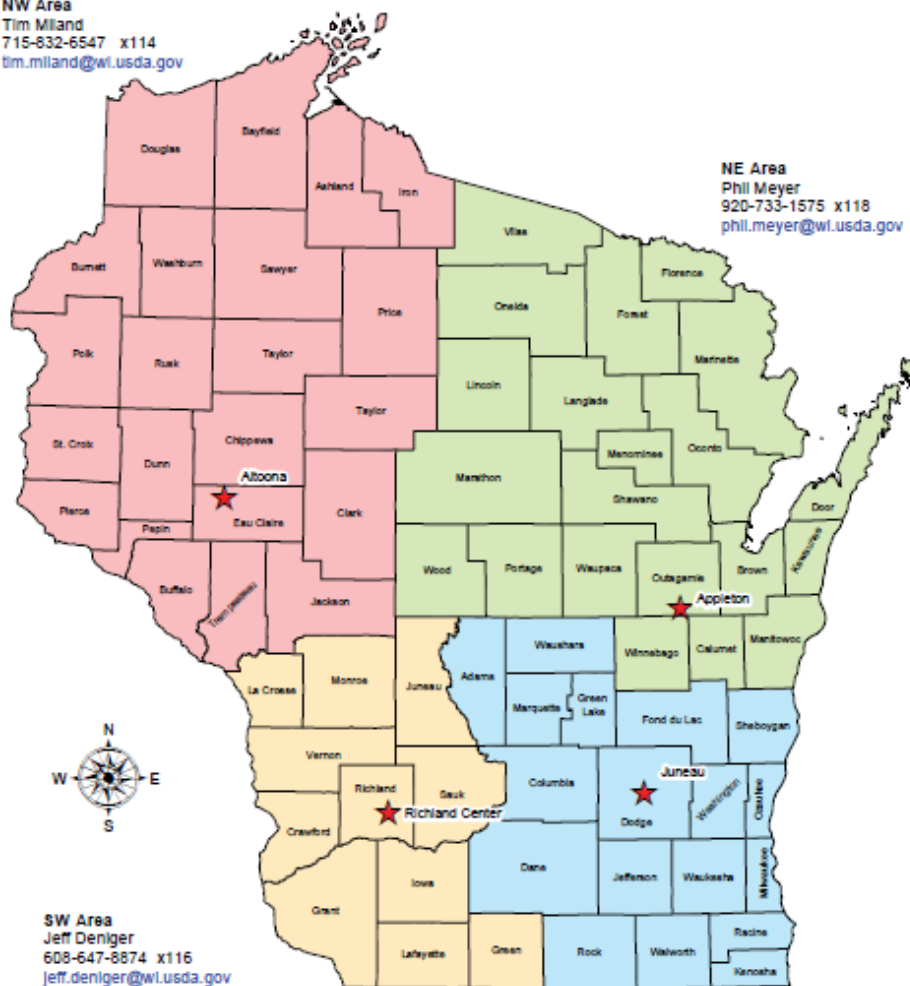 NW Area
Tim Miland
715-832-6547 x114
tim.miland@wi.usda.gov
NE Area
Phil Meyer
920-733-1575 x118
phil.meyer@wi.usda.gov
Douglas
Bayfield
Ashland
Iron
Vilas
Burnett
Washburn
Sawyer
Florence
Price
Oneida
Forest
Polk
Rusk
Taylor
Marinette
Lincoln
Langlade
Taylor
St. Croix
Chippewa
Dunn
Menominee
Oconto
Altoona
Marathon
Shawano
Pierce
Eau Claire
Clark
Door
Pepin
Kewaunee
Wood
Portage
Waupaca
Outagamie
Brown
Buffalo
Trempealeau
Jackson
Appleton
Waushara
Winnebago
Calumet
Manitowoc
La Crosse
Monroe
Juneau
Adams
Marquette
Green
Lake
Fond du Lac
Sheboygan
N
W
E
S
Vernon
Richland
Sauk
Columbia
Juneau
Washington
Ozaukee
Richland Center
Crawford
Dodge
Dane
Jefferson
Waukesha
Milwaukee
Iowa
Grant
SW Area
Jeff Deniger
608-647-8874 x116
jeff.deniger@wi.usda.gov
Lafayette
Green
Rock
Walworth
Racine
Kenosha